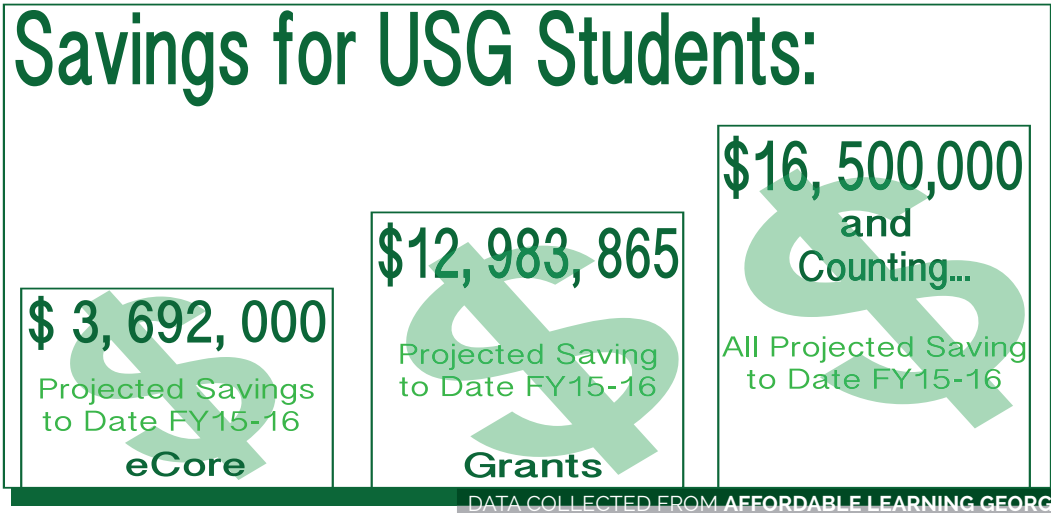 Savings for USG Students:
$ 3, 692, 000
Projected Savings
to Date FY15-16
eCore
$12, 983, 865
Projected Saving
to Date FY15-16
Grants
$16, 500,000
and
Counting...
All Projected Saving
to Date FY15-16
DATA COLLECTED FROM AFFORDABLE LEARNING GEORG